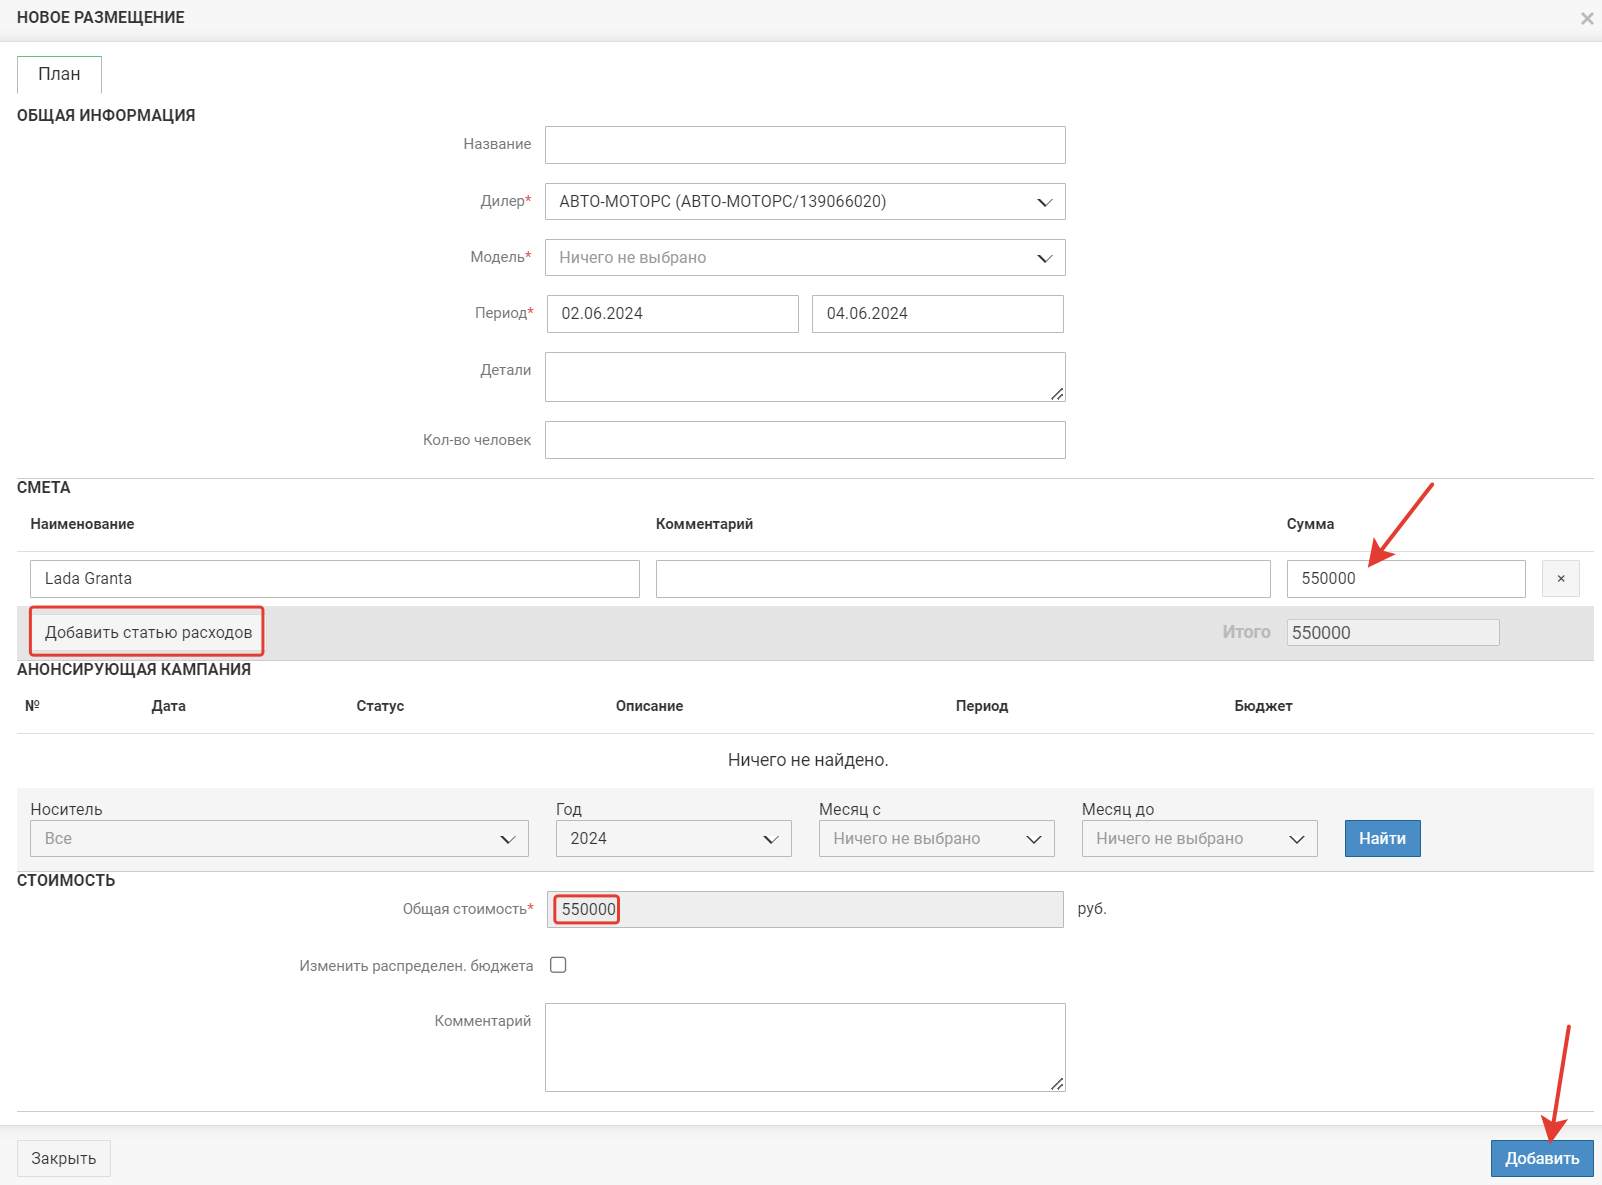 НОВОЕ РАЗМЕЩЕНИЕ ×
План
ОБЩАЯ ИНФОРМАЦИЯ
Название
Дилер* АВТО-МОТОРС (АВТО-МОТОРС/139066020)
Модель* Ничего не выбрано
Период* 02.06.2024 04.06.2024
Детали
Кол-во человек
СМЕТА
Наименование Комментарий Сумма
Lada Granta 550000 ×
Добавить статью расходов Итого 550000
АНОНСИРУЮЩАЯ КАМПАНИЯ
№ Дата Статус Описание Период Бюджет
Ничего не найдено.
Носитель Год Месяц с Месяц до
Все 2024 Ничего не выбрано Ничего не выбрано Найти
СТОИМОСТЬ
Общая стоимость* 550000 руб.
Изменить распределен. бюджета
Комментарий
Закрыть Добавить